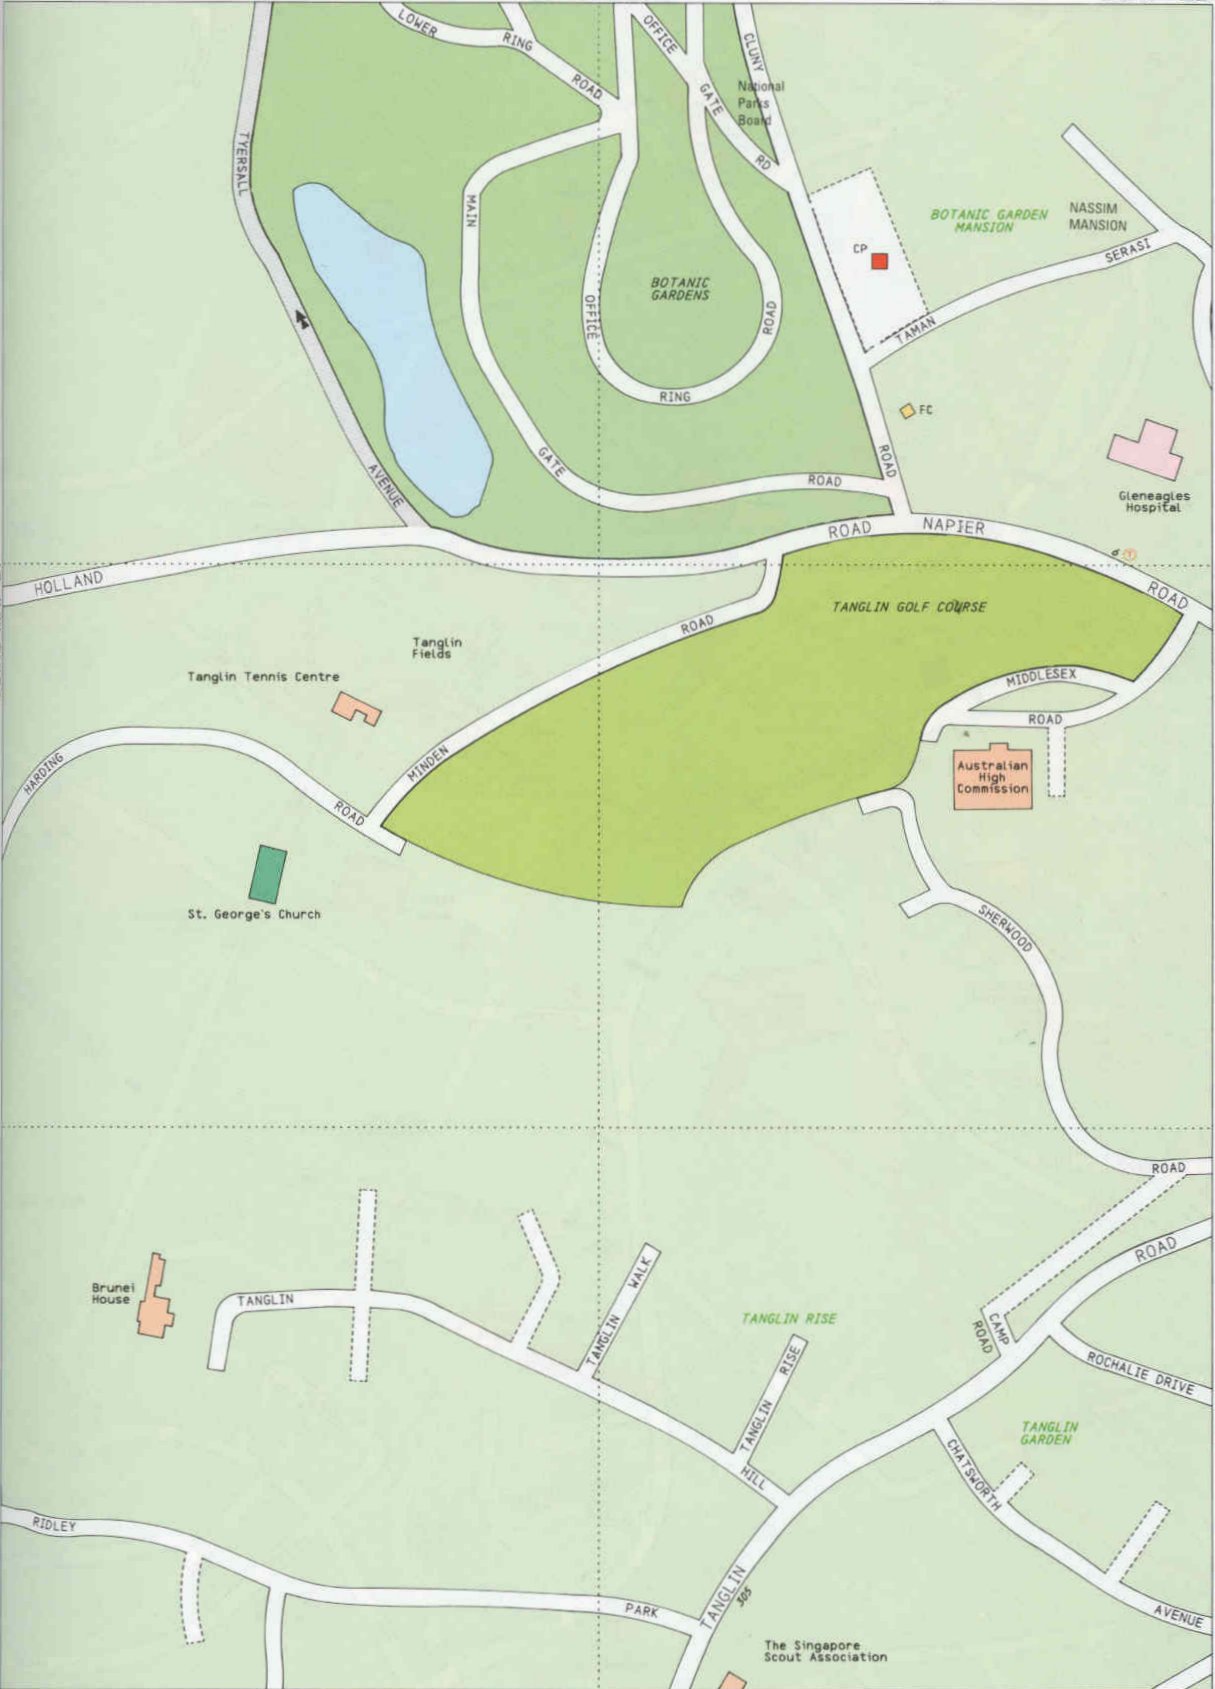 LOWER
RING
ROAD
OFFICE
GATE
RD
CLUNY
National
Parks
Board
TYERSALL
MAIN
BOTANIC GARDEN
MANSION
NASSIM
MANSION
SERASI
CP
BOTANIC
GARDENS
OFFICE
ROAD
TAMAN
RING
FC
AVENUE
GATE
ROAD
ROAD
Gleneagles
Hospital
ROAD
NAPIER
T
HOLLAND
ROAD
TANGLIN GOLF COURSE
ROAD
Tanglin
Fields
Tanglin Tennis Centre
MIDDLESEX
ROAD
HARDING
MINDEN
Australian
High
Commission
ROAD
St. George's Church
SHERWOOD
ROAD
ROAD
Brunei
House
TANGLIN
TANGLIN WALK
TANGLIN RISE
CAMP
ROAD
TANGLIN RISE
ROCHALIE DRIVE
TANGLIN
GARDEN
HILL
CHATSWORTH
RIDLEY
TANGLIN
305
PARK
AVENUE
The Singapore
Scout Association